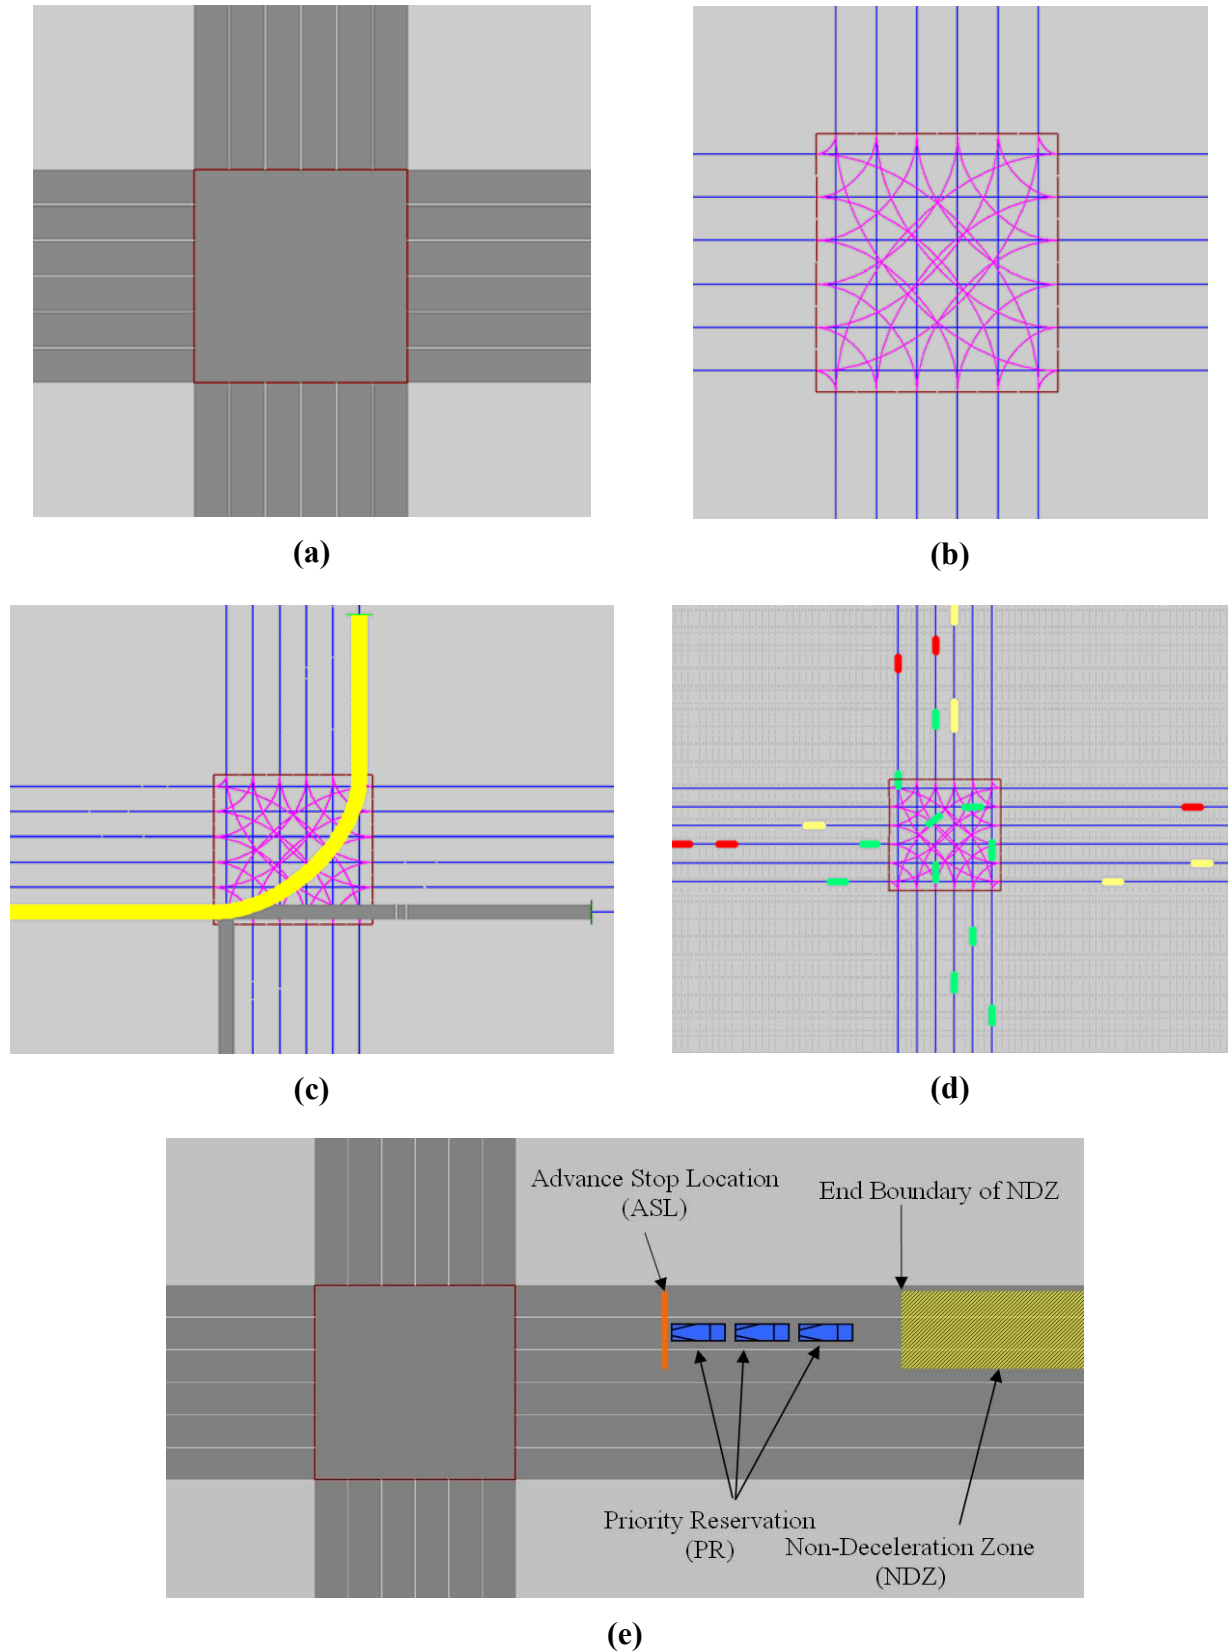 (a)
(b)
(c)
(d)
Advance Stop Location
(ASL)
End Boundary of NDZ
Priority Reservation
(PR)
Non-Deceleration Zone
(NDZ)
(e)